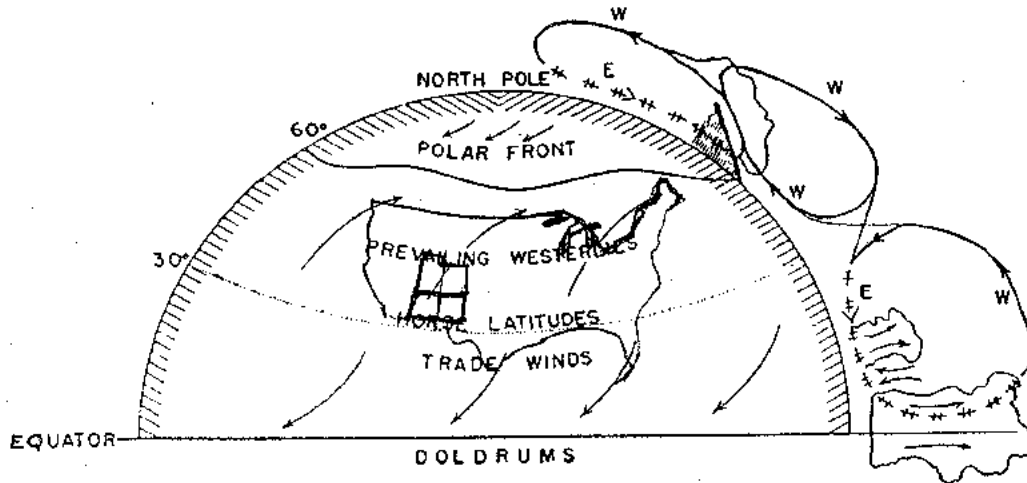 W
W
E
NORTH POLE
60°
POLAR FRONT
W
PREVAILING WESTERLIES
30°
E
W
HORSE LATITUDES
TRADE WINDS
EQUATOR
DOLDRUMS